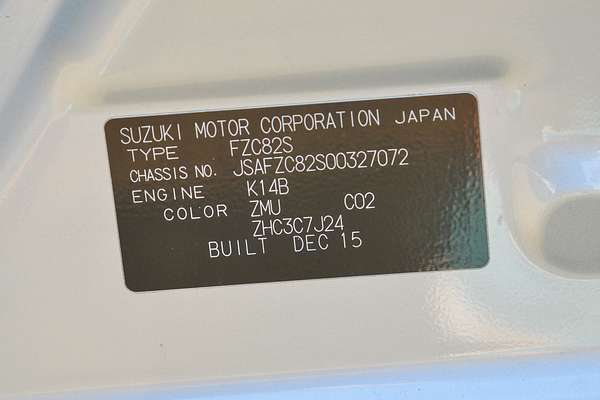 SUZUKI MOTOR CORPORATION JAPAN
TYPE FZC82S
CHASSIS NO. JSAFZC82S00327072
ENGINE K14B
COLOR ZMU C02
ZHC3C7J24
BUILT DEC 15